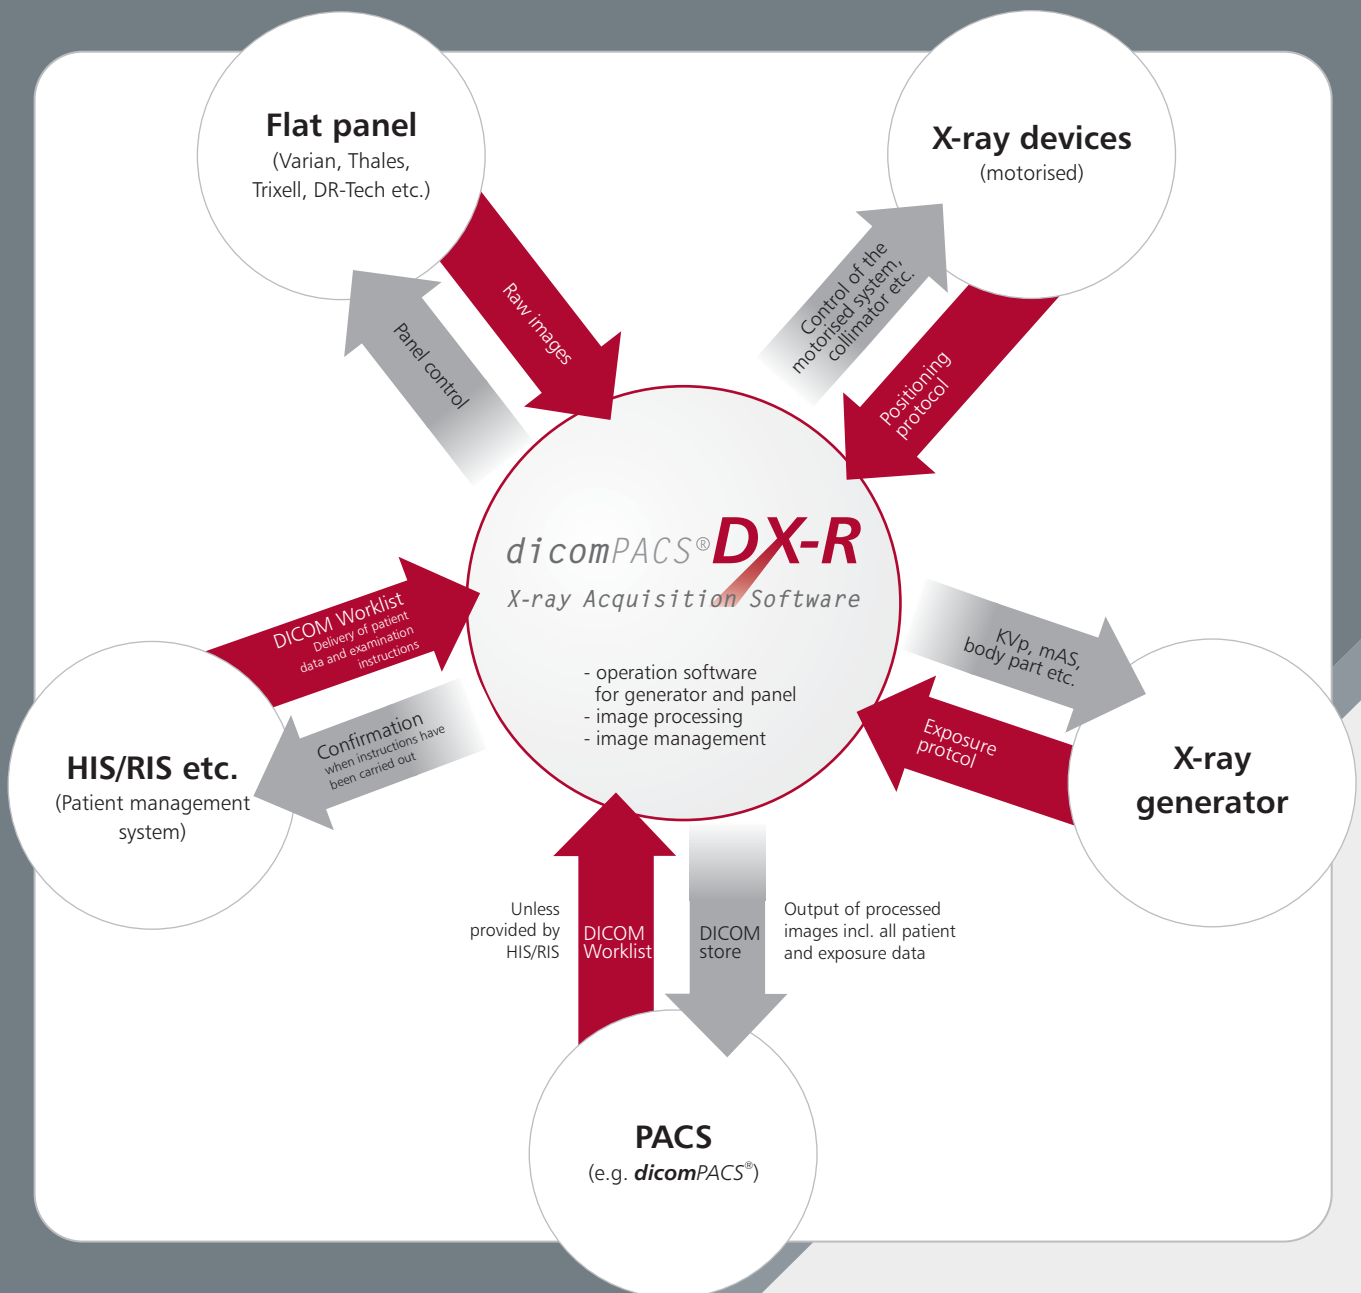 Flat panel
(Varian, Thales,
Trixell, DR-Tech etc.)
X-ray devices
(motorised)
Raw images
Panel control
Control of the
motorised system,
collimator etc.
Positioning
protocol
dicomPACS® DX-R
X-ray Acquisition Software
- operation software
for generator and panel
- image processing
- image management
DICOM Worklist
Delivery of patient
data and examination
instructions
Confirmation
when instructions have
been carried out
HIS/RIS etc.
(Patient management
system)
KVp, mAS,
body part etc.
Exposure
protcol
X-ray
generator
Unless
provided by
HIS/RIS
DICOM
Worklist
DICOM
store
Output of processed
images incl. all patient
and exposure data
PACS
(e.g. dicomPACS®)